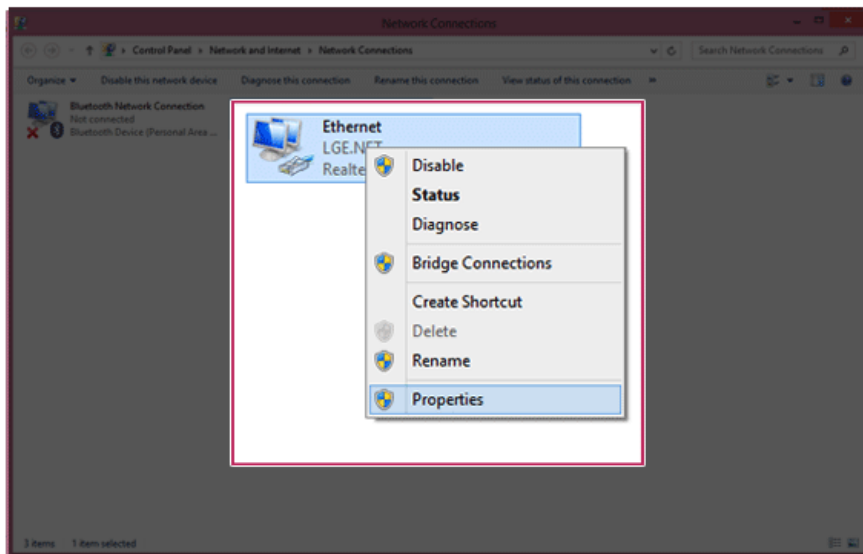 Network Connections
Control Panel › Network and Internet › Network Connections
Search Network Connections
Organize
Disable this network device
Diagnose this connection
Rename this connection
View status of this connection
»
Bluetooth Network Connection
Not connected
Bluetooth Device (Personal Area ...
Ethernet
LGE.NET
Realte
Disable
Status
Diagnose
Bridge Connections
Create Shortcut
Delete
Rename
Properties
3 items
1 item selected